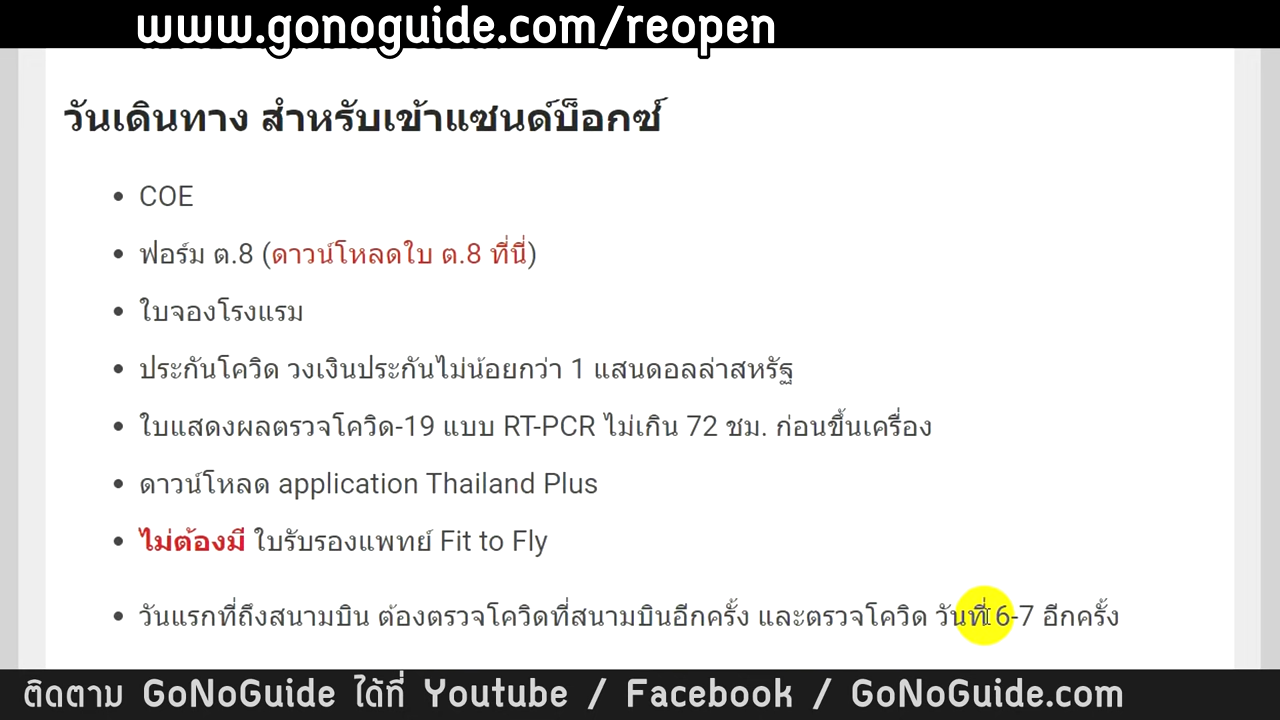 www.gonoguide.com/reopen
วันเดินทาง สำหรับเข้าแซนด์บ็อกซ์
• COE
• ฟอร์ม ต.8 (ดาวน์โหลดใบ ต.8 ที่นี่)
• ใบจองโรงแรม
• ประกันโควิด วงเงินประกันไม่น้อยกว่า 1 แสนดอลล่าสหรัฐ
• ใบแสดงผลตรวจโควิด-19 แบบ RT-PCR ไม่เกิน 72 ชม. ก่อนขึ้นเครื่อง
• ดาวน์โหลด application Thailand Plus
• ไม่ต้องมี ใบรับรองแพทย์ Fit to Fly
• วันแรกที่ถึงสนามบิน ต้องตรวจโควิดที่สนามบินอีกครั้ง และตรวจโควิด วันที่ 6-7 อีกครั้ง
ติดตาม GoNoGuide ได้ที่ Youtube / Facebook / GoNoGuide.com